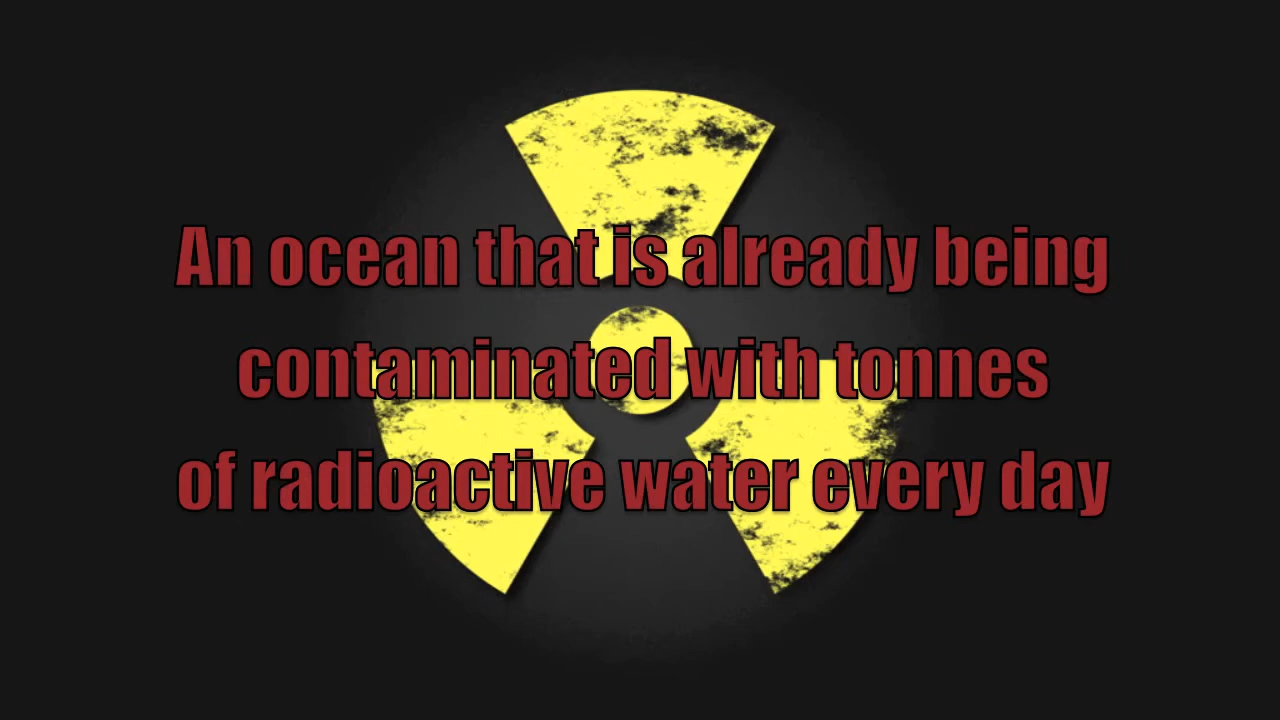 An ocean that is already being
contaminated with tonnes
of radioactive water every day